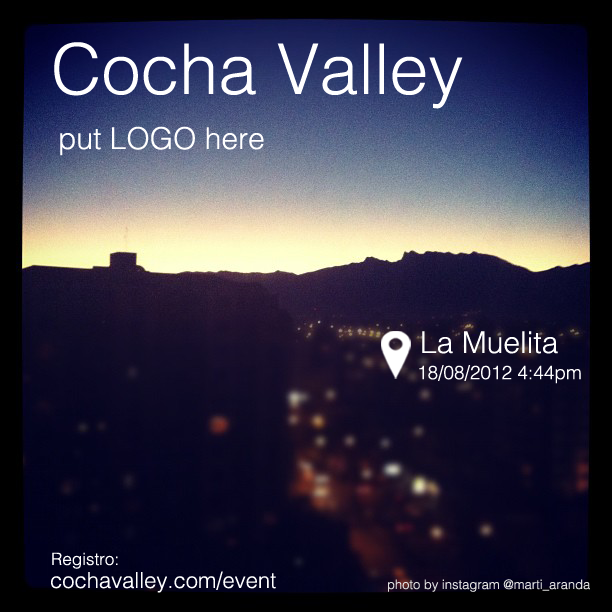 Cocha Valley
put LOGO here
La Muelita
18/08/2012 4:44pm
Registro:
cochavalley.com/event
photo by instagram @marti_aranda